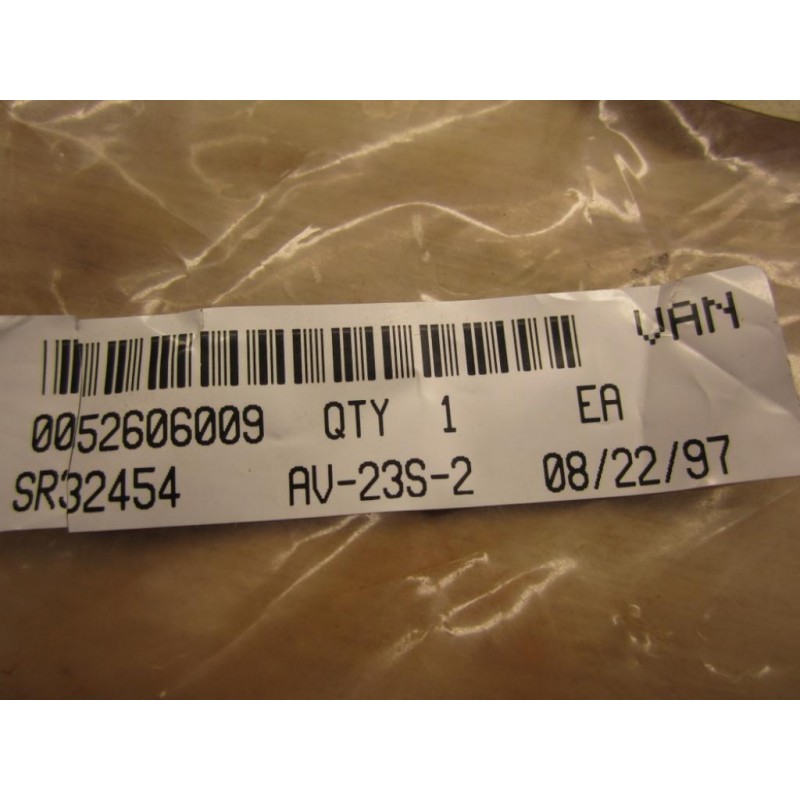 VAN
0052606009 QTY 1 EA
SR32454 AV-23S-2 08/22/97